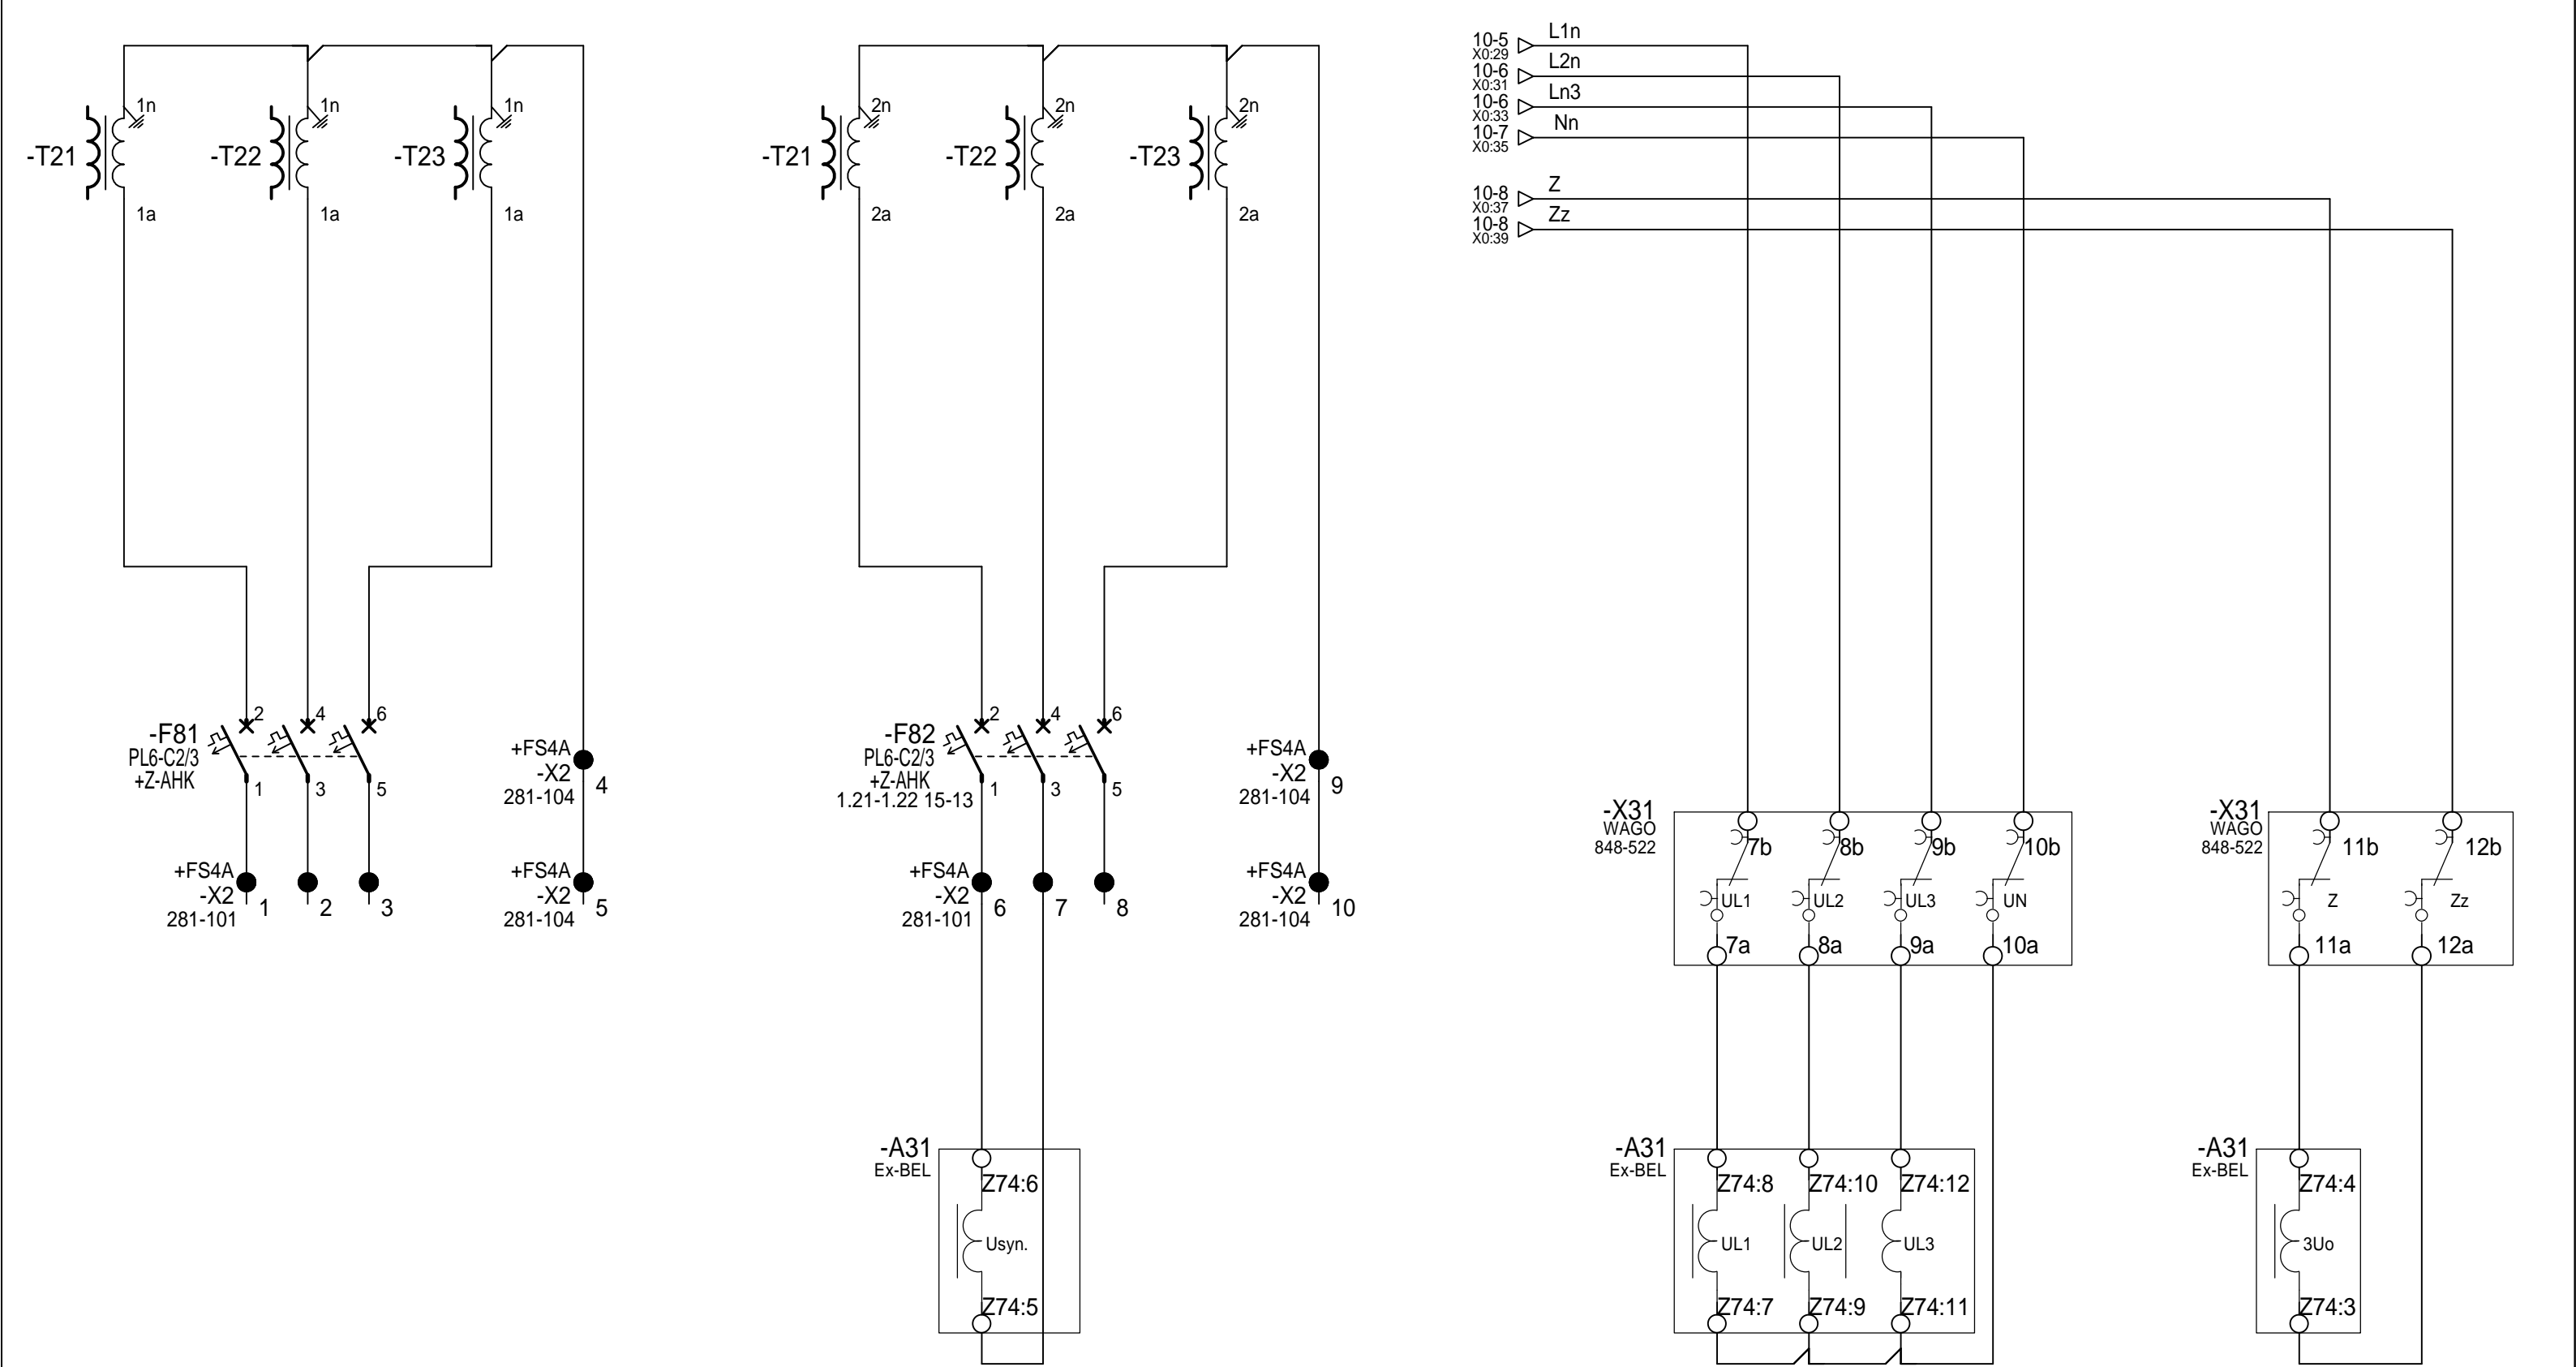 10-5 L1n
X0:29
10-6 L2n
X0:31
10-6 Ln3
X0:33
10-7 Nn
X0:35
10-8 Z
X0:37
10-8 Zz
X0:39
1n 1n 1n 2n 2n 2n
-T21 -T22 -T23 -T21 -T22 -T23
1a 1a 1a 2a 2a 2a
-F81
PL6-C2/3
+Z-AHK
2 4 6
1 3 5
+FS4A
-X2
281-104
4
+FS4A
-X2
281-101
1 2 3
+FS4A
-X2
281-104
5
-F82
PL6-C2/3
+Z-AHK
1.21-1.22 15-13
2 4 6
1 3 5
+FS4A
-X2
281-104
9
+FS4A
-X2
281-101
6 7 8
+FS4A
-X2
281-104
10
-X31
WAGO
848-522
7b 8b 9b 10b
UL1 UL2 UL3 UN
7a 8a 9a 10a
-X31
WAGO
848-522
11b 12b
Z Zz
11a 12a
-A31
Ex-BEL
Z74:6
Usyn.
Z74:5
-A31
Ex-BEL
Z74:8 Z74:10 Z74:12
UL1 UL2 UL3
Z74:7 Z74:9 Z74:11
-A31
Ex-BEL
Z74:4
3Uo
Z74:3